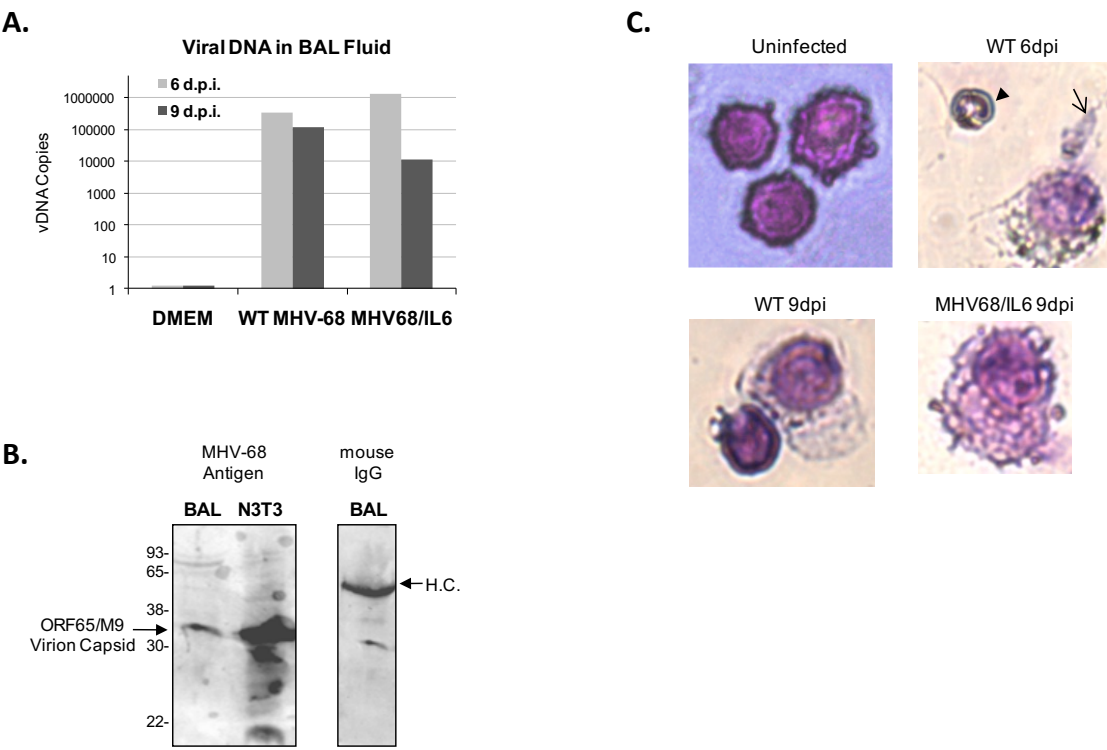 A.
Viral DNA in BAL Fluid
6 d.p.i.
9 d.p.i.
vDNA Copies
1000000
100000
10000
1000
100
10
1
DMEM WT MHV-68 MHV68/IL6
B.
MHV-68
Antigen
mouse
IgG
BAL N3T3
BAL
93-
65-
38-
30-
22-
ORF65/M9
Virion Capsid
H.C.
C.
Uninfected
WT 6dpi
WT 9dpi
MHV68/IL6 9dpi